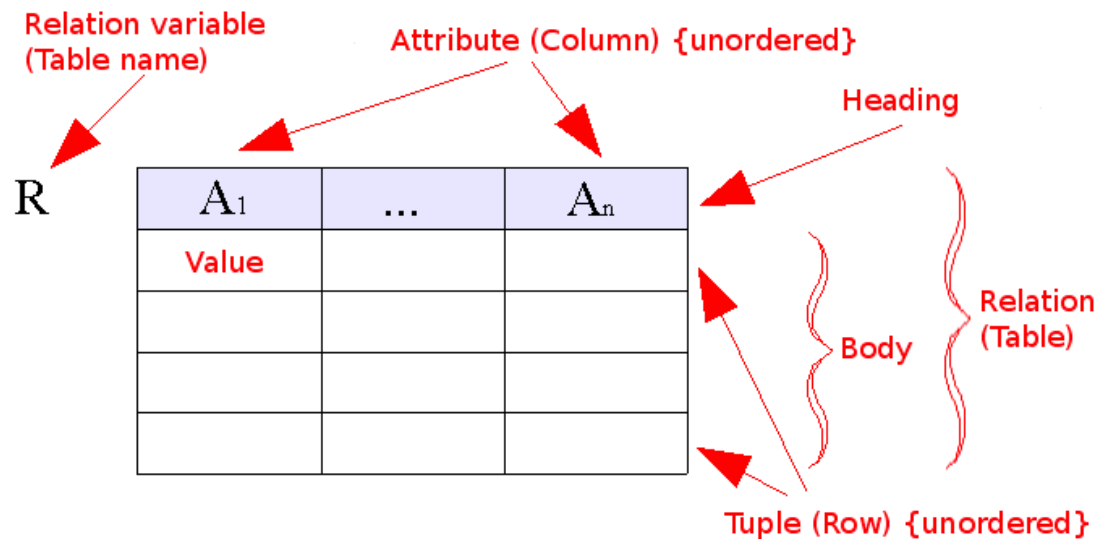 Relation variable
(Table name)
Attribute (Column) {unordered}
Heading
R
A₁
...
Aₙ
Value
Body
Relation
(Table)
Tuple (Row) {unordered}